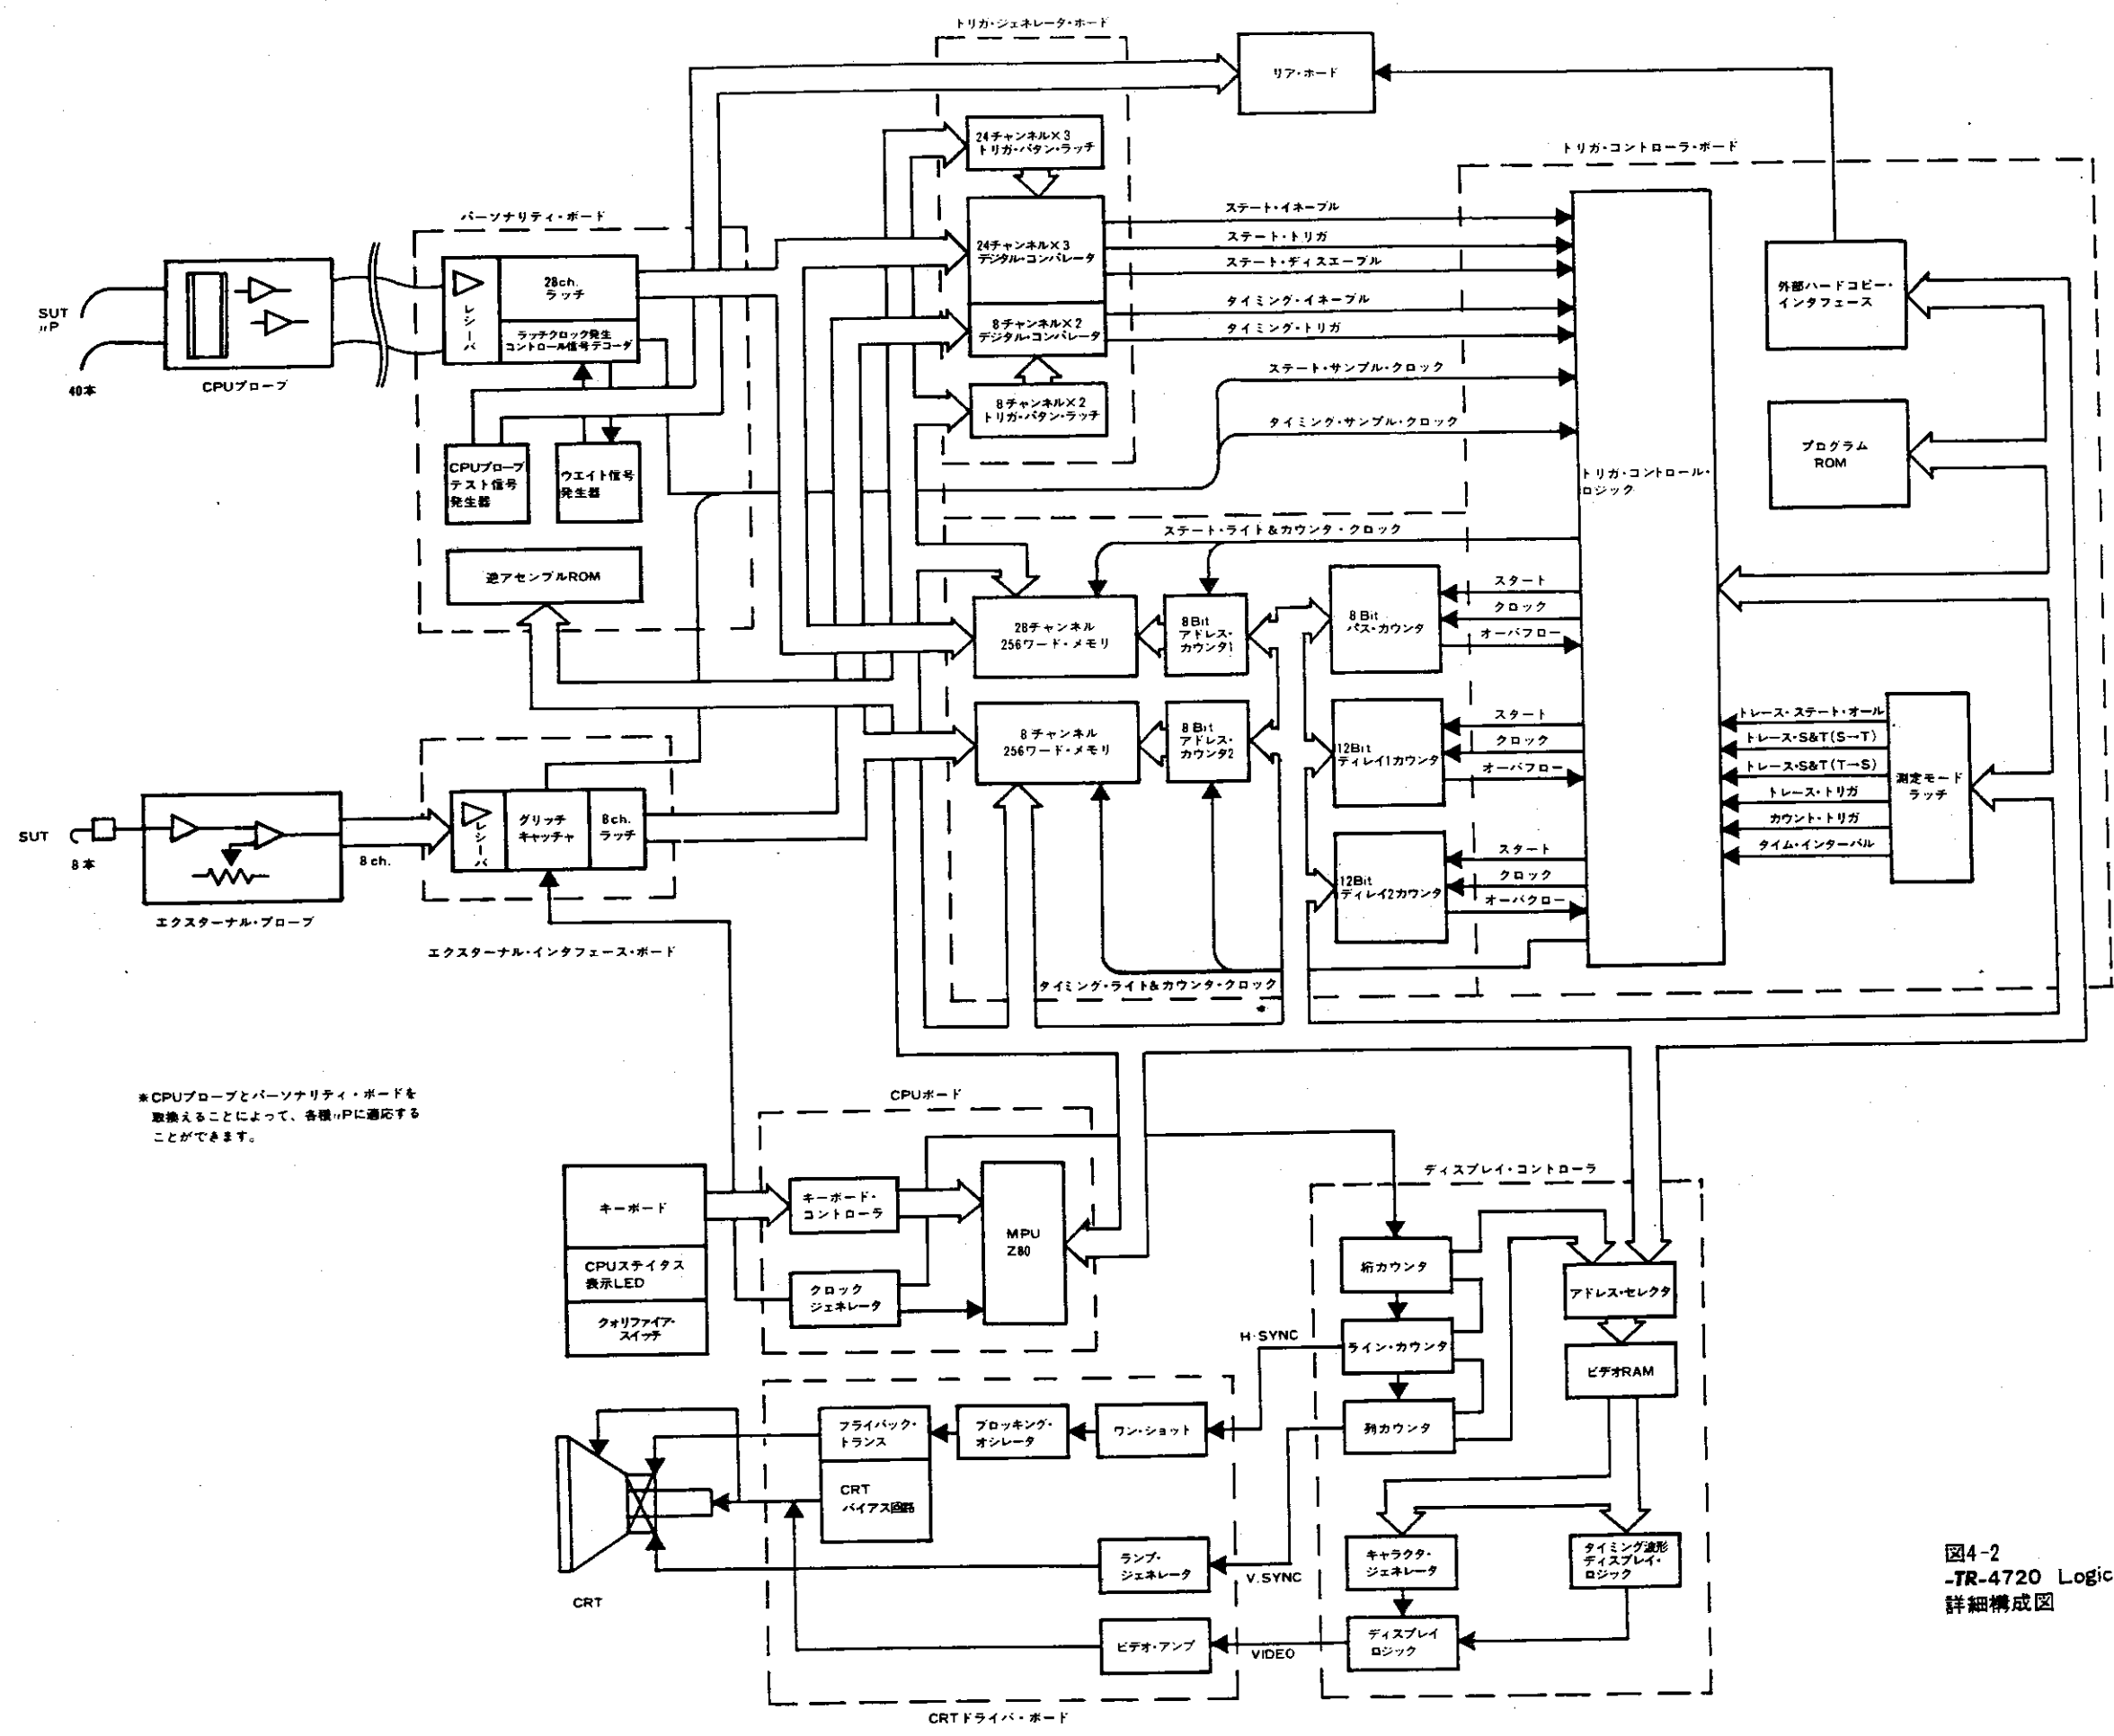 トリガ・ジェネレータ・ボード
リア・ボード
トリガ・コントローラ・ボード
24チャンネル×3
トリガ・パタン・ラッチ
パーソナリティ・ボード
24チャンネル×3
デジタル・コンパレータ
8チャンネル×2
デジタル・コンパレータ
8チャンネル×2
トリガ・パタン・ラッチ
ステート・イネーブル
ステート・トリガ
ステート・ディスエーブル
タイミング・イネーブル
タイミング・トリガ
ステート・サンプル・クロック
タイミング・サンプル・クロック
SUT
μP
40本
CPUプローブ
レシーバ
28ch.
ラッチ
ラッチクロック発生
コントロール信号デコーダ
CPUプローブ
テスト信号
発生器
ウエイト信号
発生器
逆アセンブルROM
外部ハードコピー・
インタフェース
プログラム
ROM
トリガ・コントロール・
ロジック
ステート・ライト&カウンタ・クロック
28チャンネル
256ワード・メモリ
8Bit
アドレス・
カウンタ1
8Bit
パス・カウンタ
スタート
クロック
オーバフロー
8チャンネル
256ワード・メモリ
8Bit
アドレス・
カウンタ2
12Bit
ディレイ1カウンタ
スタート
クロック
オーバフロー
12Bit
ディレイ2カウンタ
スタート
クロック
オーバクロー
トレース・ステート・オール
トレース・S&T(S→T)
トレース・S&T(T→S)
トレース・トリガ
カウント・トリガ
タイム・インターバル
測定モード
ラッチ
タイミング・ライト&カウンタ・クロック
SUT
8本
エクスターナル・プローブ
8ch.
レシーバ
グリッチ
キャッチャ
8ch.
ラッチ
エクスターナル・インタフェース・ボード
※CPUプローブとパーソナリティ・ボードを
取換えることによって、各種μPに適応する
ことができます。
CPUボード
キーボード
CPUステイタス
表示LED
クォリファイア・
スイッチ
キーボード・
コントローラ
クロック
ジェネレータ
MPU
Z80
ディスプレイ・コントローラ
桁カウンタ
ライン・カウンタ
列カウンタ
アドレス・セレクタ
ビデオRAM
H・SYNC
V.SYNC
VIDEO
フライバック・
トランス
CRT
バイアス回路
ブロッキング・
オシレータ
ワン・ショット
ランプ・
ジェネレータ
ビデオ・アンプ
CRT
キャラクタ・
ジェネレータ
タイミング波形
ディスプレイ・
ロジック
ディスプレイ
ロジック
CRTドライバ・ボード
図4-2
-TR-4720 Logic
詳細構成図